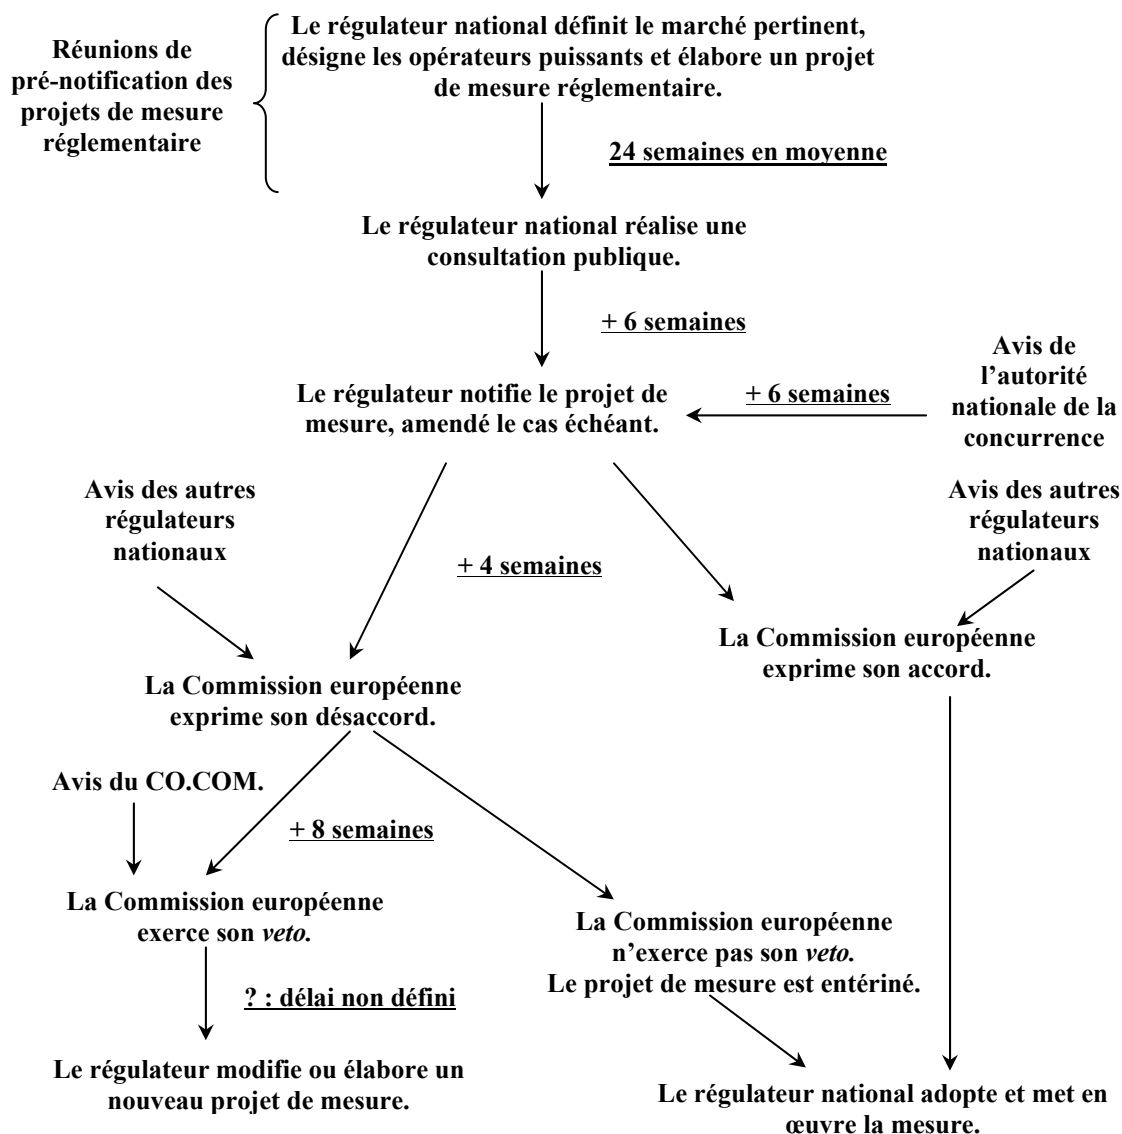 Réunions de
pré-notification des
projets de mesure
réglementaire
Le régulateur national définit le marché pertinent,
désigne les opérateurs puissants et élabore un projet
de mesure réglementaire.
24 semaines en moyenne
Le régulateur national réalise une
consultation publique.
+ 6 semaines
Avis de
l’autorité
nationale de la
concurrence
+ 6 semaines
Le régulateur notifie le projet de
mesure, amendé le cas échéant.
Avis des autres
régulateurs
nationaux
+ 4 semaines
Avis des autres
régulateurs
nationaux
La Commission européenne
exprime son accord.
La Commission européenne
exprime son désaccord.
Avis du CO.COM.
+ 8 semaines
La Commission européenne
exerce son veto.
La Commission européenne
n’exerce pas son veto.
Le projet de mesure est entériné.
? : délai non défini
Le régulateur modifie ou élabore un
nouveau projet de mesure.
Le régulateur national adopte et met en
œuvre la mesure.